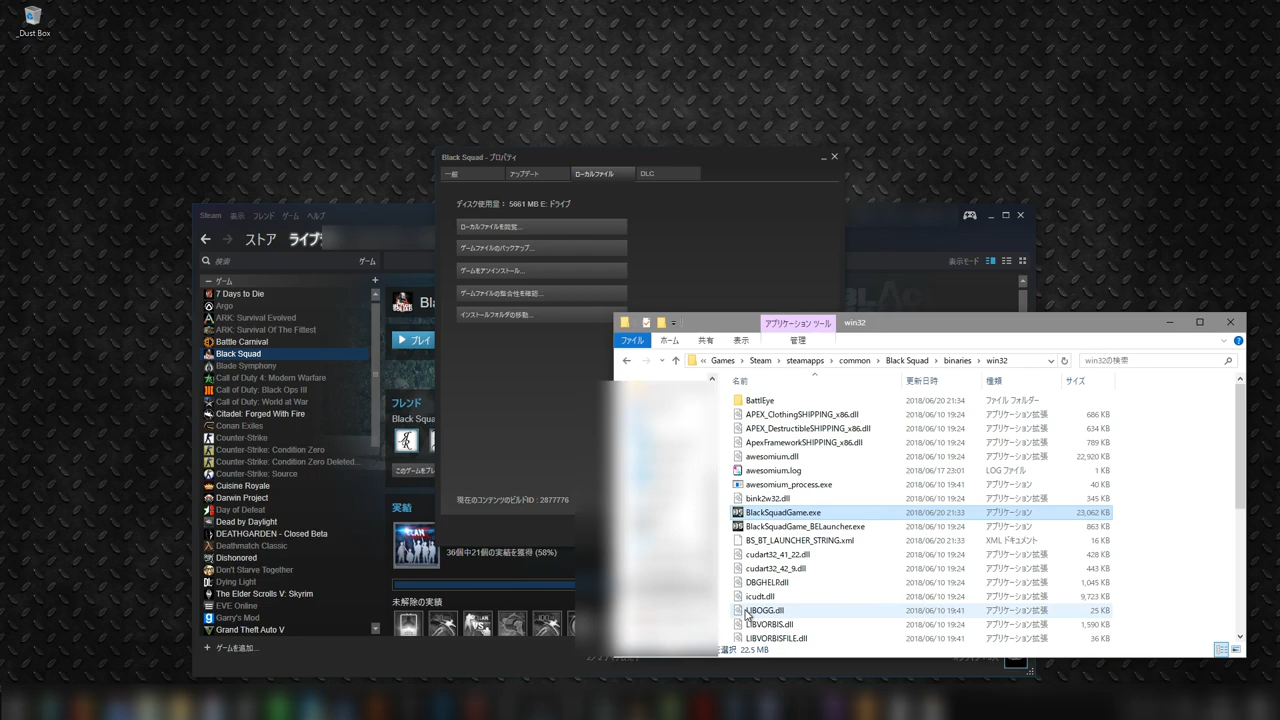 _Dust Box
Black Squad - プロパティ
一般
アップデート
ローカルファイル
DLC
ディスク使用量： 5661 MB E: ドライブ
ローカルファイルを閲覧...
ゲームファイルのバックアップ...
ゲームをアンインストール...
ゲームファイルの整合性を確認...
インストールフォルダの移動...
現在のコンテンツのビルドID： 2877776
Steam 表示 フレンド ゲーム ヘルプ
ストア
検索
ゲーム
表示モード
ゲーム
7 Days to Die
Argo
ARK: Survival Evolved
ARK: Survival Of The Fittest
Battle Carnival
Black Squad
Blade Symphony
Call of Duty 4: Modern Warfare
Call of Duty: Black Ops III
Call of Duty: World at War
Citadel: Forged With Fire
Conan Exiles
Counter-Strike
Counter-Strike: Condition Zero
Counter-Strike: Condition Zero Deleted...
Counter-Strike: Source
Cuisine Royale
Darwin Project
Day of Defeat
Dead by Daylight
DEATHGARDEN - Closed Beta
Deathmatch Classic
Dishonored
Don't Starve Together
Dying Light
The Elder Scrolls V: Skyrim
EVE Online
Garry's Mod
Grand Theft Auto V
ゲームを追加...
フレンド
実績
36個中21個の実績を獲得 (58%)
未解除の実績
アプリケーション ツール
win32
ファイル
ホーム
共有
表示
管理
« Games › Steam › steamapps › common › Black Squad › binaries › win32
win32の検索
名前 更新日時 種類 サイズ
BattlEye 2018/06/20 21:34 ファイル フォルダー
APEX_ClothingSHIPPING_x86.dll 2018/06/10 19:24 アプリケーション拡張 686 KB
APEX_DestructibleSHIPPING_x86.dll 2018/06/10 19:24 アプリケーション拡張 634 KB
ApexFrameworkSHIPPING_x86.dll 2018/06/10 19:24 アプリケーション拡張 789 KB
awesomium.dll 2018/06/10 19:24 アプリケーション拡張 22,920 KB
awesomium.log 2018/06/17 23:01 LOG ファイル 1 KB
awesomium_process.exe 2018/06/10 19:41 アプリケーション 40 KB
bink2w32.dll 2018/06/10 19:24 アプリケーション拡張 345 KB
BlackSquadGame.exe 2018/06/20 21:33 アプリケーション 23,062 KB
BlackSquadGame_BELauncher.exe 2018/06/10 19:24 アプリケーション 863 KB
BS_BT_LAUNCHER_STRING.xml 2018/06/10 19:41 XML ドキュメント 16 KB
cudart32_41_22.dll 2018/06/10 19:24 アプリケーション拡張 428 KB
cudart32_42_9.dll 2018/06/10 19:24 アプリケーション拡張 443 KB
DBGHELP.dll 2018/06/10 19:24 アプリケーション拡張 1,045 KB
icudt.dll 2018/06/10 19:24 アプリケーション拡張 9,723 KB
LIBOGG.dll 2018/06/10 19:41 アプリケーション拡張 25 KB
LIBVORBIS.dll 2018/06/10 19:24 アプリケーション拡張 1,590 KB
LIBVORBISFILE.dll 2018/06/10 19:41 アプリケーション拡張 36 KB
選択 22.5 MB